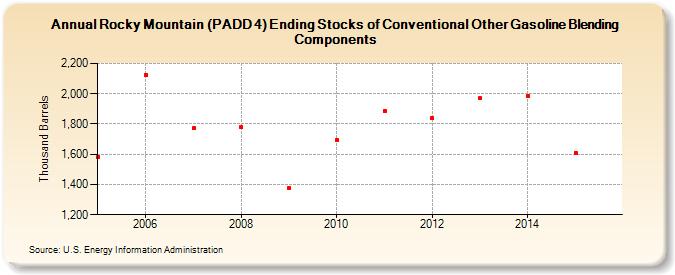 Annual Rocky Mountain (PADD 4) Ending Stocks of Conventional Other Gasoline Blending
Components
Thousand Barrels
2,200
2,000
1,800
1,600
1,400
1,200
2006
2008
2010
2012
2014
Source: U.S. Energy Information Administration